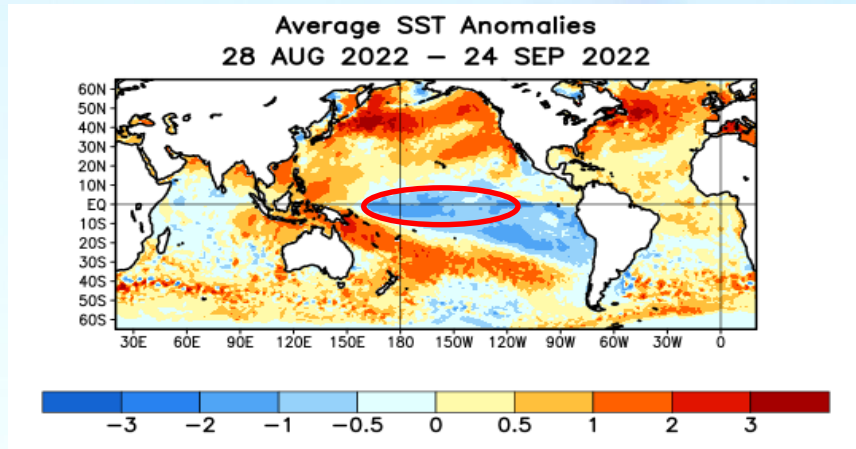 Average SST Anomalies
28 AUG 2022 – 24 SEP 2022
60N
50N
40N
30N
20N
10N
EQ
10S
20S
30S
40S
50S
60S
30E 60E 90E 120E 150E 180 150W 120W 90W 60W 30W 0
-3 -2 -1 -0.5 0 0.5 1 2 3